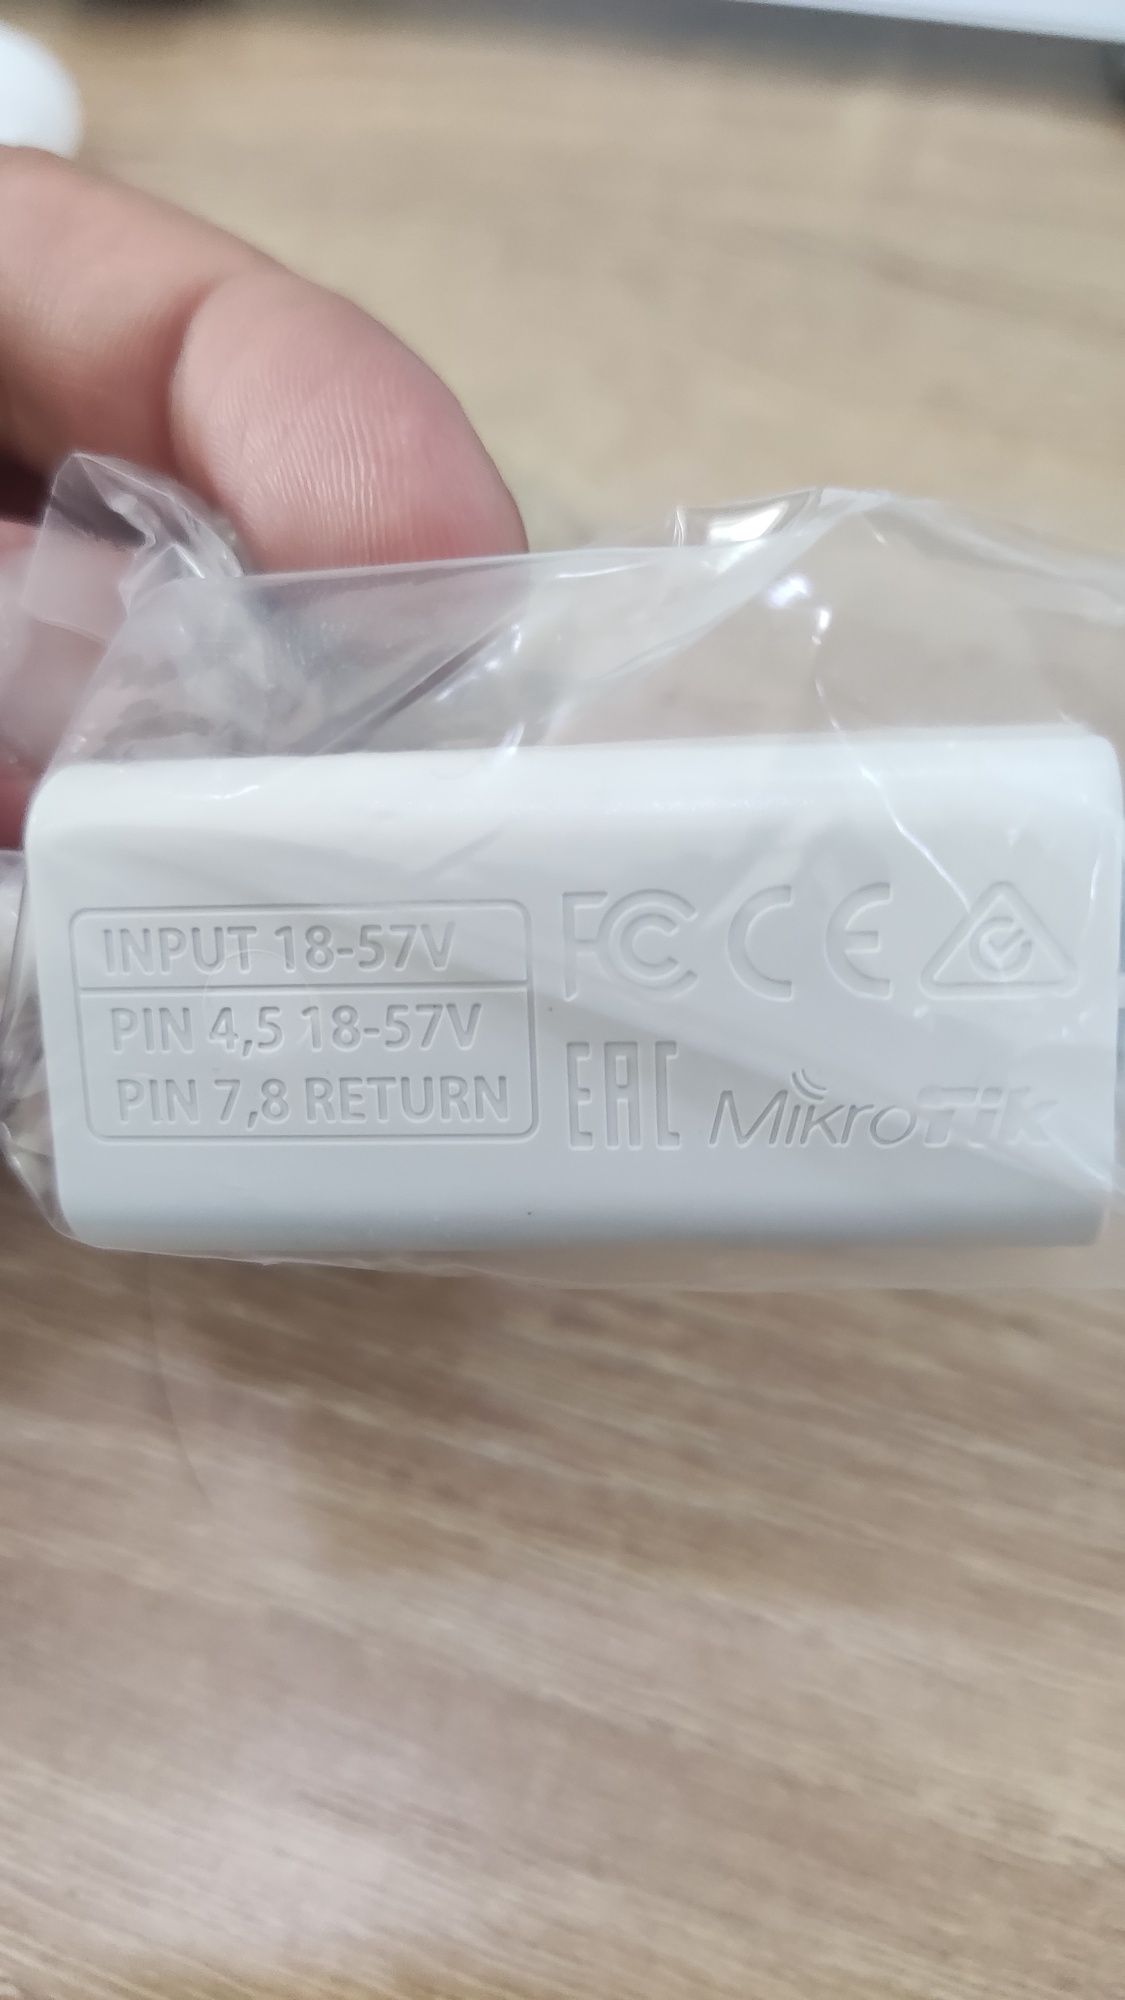 INPUT 18-57V
PIN 4,5 18-57V
PIN 7,8 RETURN
FC CE
EAC MikroTik